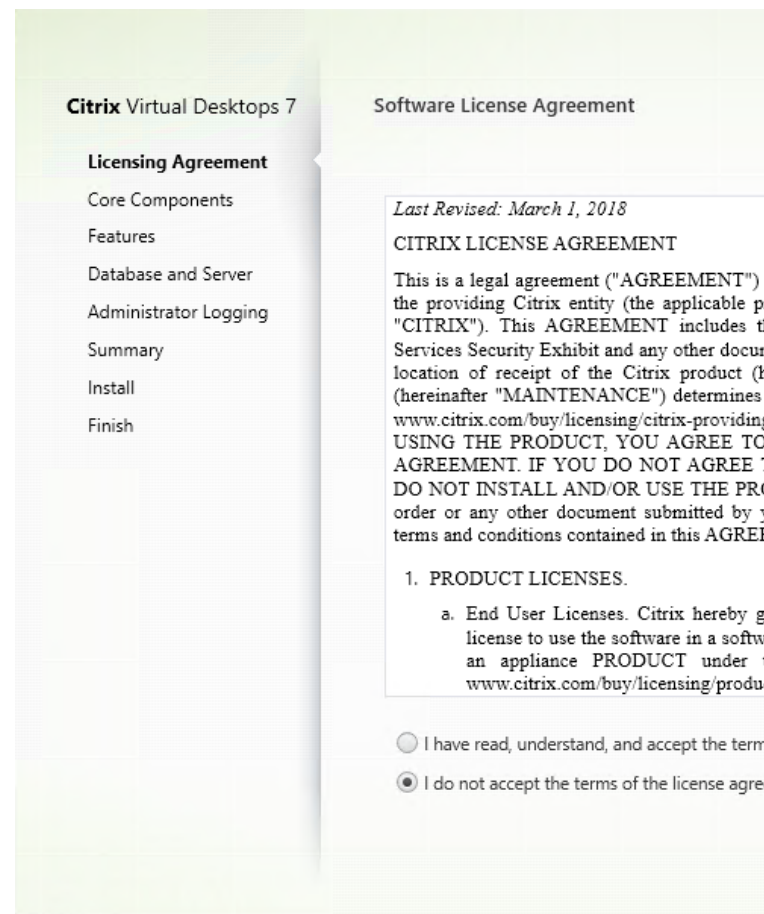 Citrix Virtual Desktops 7
Licensing Agreement
Core Components
Features
Database and Server
Administrator Logging
Summary
Install
Finish
Software License Agreement
Last Revised: March 1, 2018
CITRIX LICENSE AGREEMENT
This is a legal agreement ("AGREEMENT")
the providing Citrix entity (the applicable
"CITRIX"). This AGREEMENT includes
Services Security Exhibit and any other
location of receipt of the Citrix product
(hereinafter "MAINTENANCE") determines
www.citrix.com/buy/licensing/citrix-providing
USING THE PRODUCT, YOU AGREE TO
AGREEMENT. IF YOU DO NOT AGREE
DO NOT INSTALL AND/OR USE THE
order or any other document submitted by
terms and conditions contained in this
1. PRODUCT LICENSES.
a. End User Licenses. Citrix hereby
license to use the software in a
an appliance PRODUCT under
www.citrix.com/buy/licensing/produ
I have read, understand, and accept the
I do not accept the terms of the license